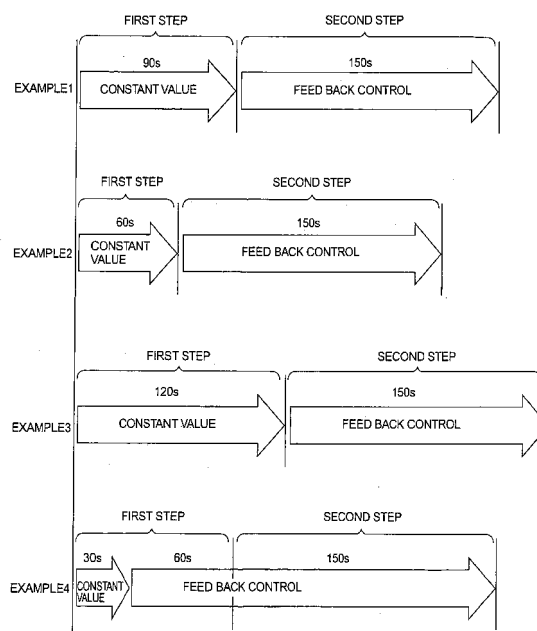 FIRST STEP
SECOND STEP
90s
150s
EXAMPLE1
CONSTANT VALUE
FEED BACK CONTROL
FIRST STEP
SECOND STEP
60s
150s
EXAMPLE2
CONSTANT
VALUE
FEED BACK CONTROL
FIRST STEP
SECOND STEP
120s
150s
EXAMPLE3
CONSTANT VALUE
FEED BACK CONTROL
FIRST STEP
SECOND STEP
30s
60s
150s
EXAMPLE4
CONSTANT
VALUE
FEED BACK CONTROL